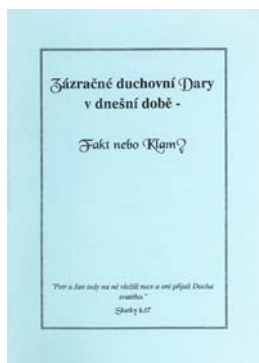 Zázračné duchovní Dary
v dnešní době -
Fakt nebo Klam?
"Petr a Jan tedy na ně vložili ruce a oni přijali Ducha
svatého."
Skutky 8.17